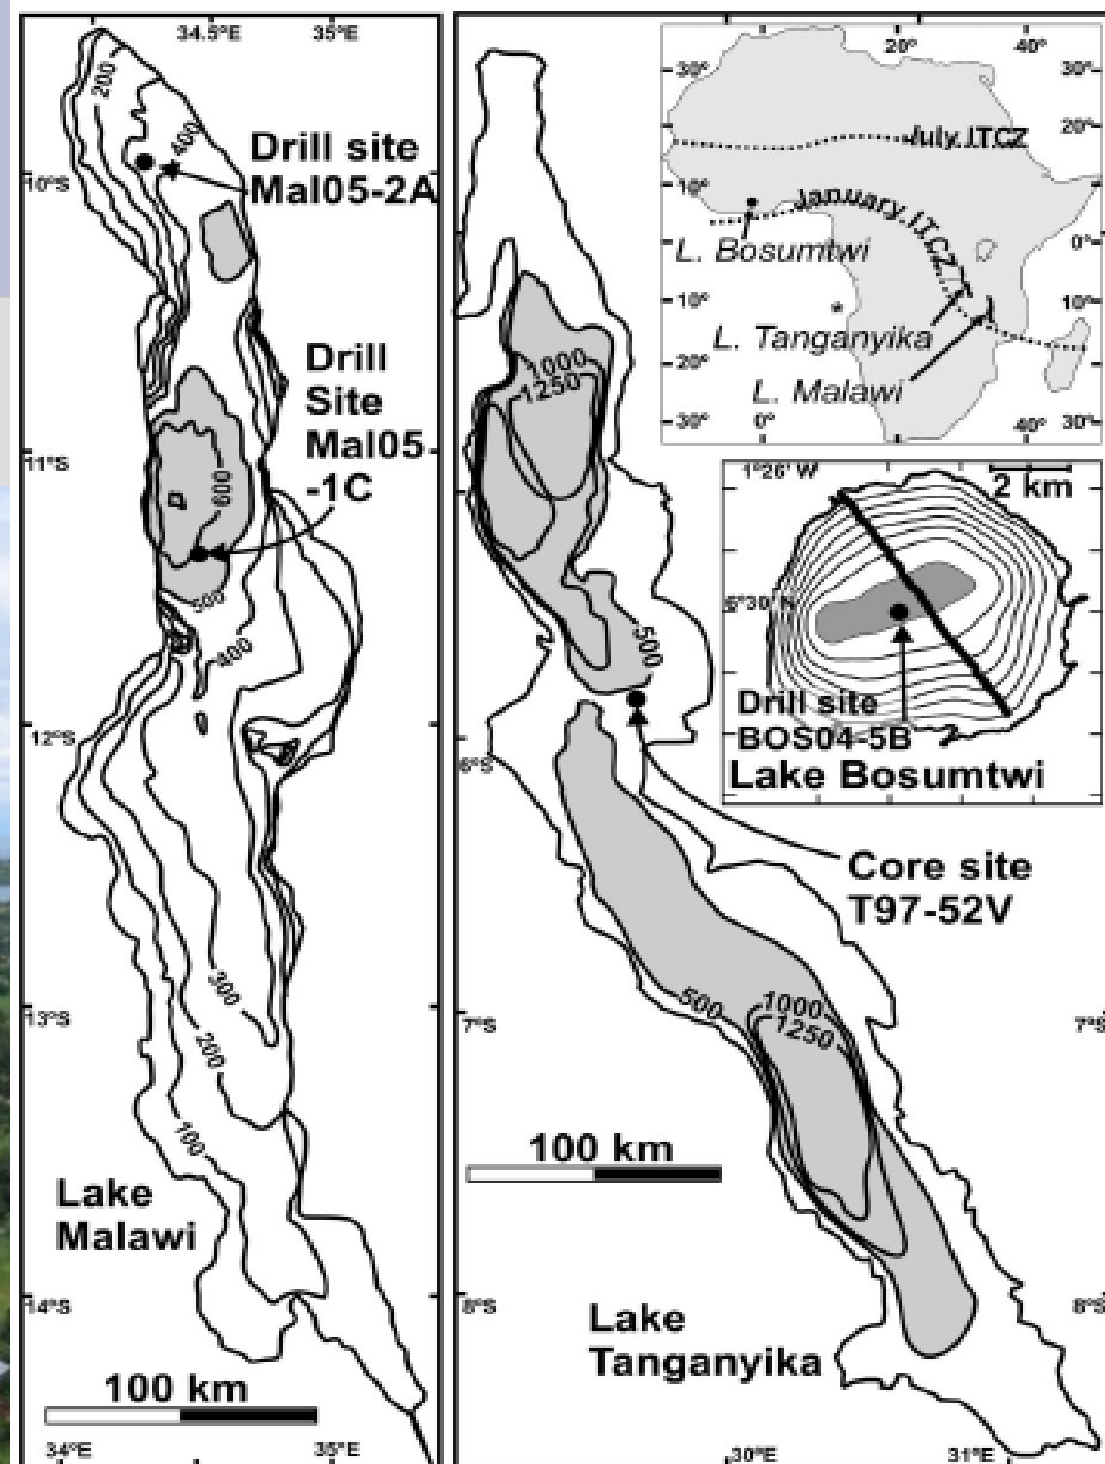 34.5°E
35°E
200
400
Drill site
Mal05-2A
10°S
Drill
Site
Mal05
-1C
11°S
600
500
400
12°S
300
13°S
200
100
Lake
Malawi
14°S
100 km
34°E
35°E
1000
1250
500
6°S
Core site
T97-52V
500
1000
1250
7°S
7°S
100 km
8°S
8°S
Lake
Tanganyika
30°E
31°E
20°
40°
30°
30°
July ITCZ
20°
10°
January ITCZ
L. Bosumtwi
0°
10°
10°
L. Tanganyika
20°
L. Malawi
30°
0°
40°
30°
1°26' W
2 km
6°30' N
Drill site
BOS04-5B
?
Lake Bosumtwi